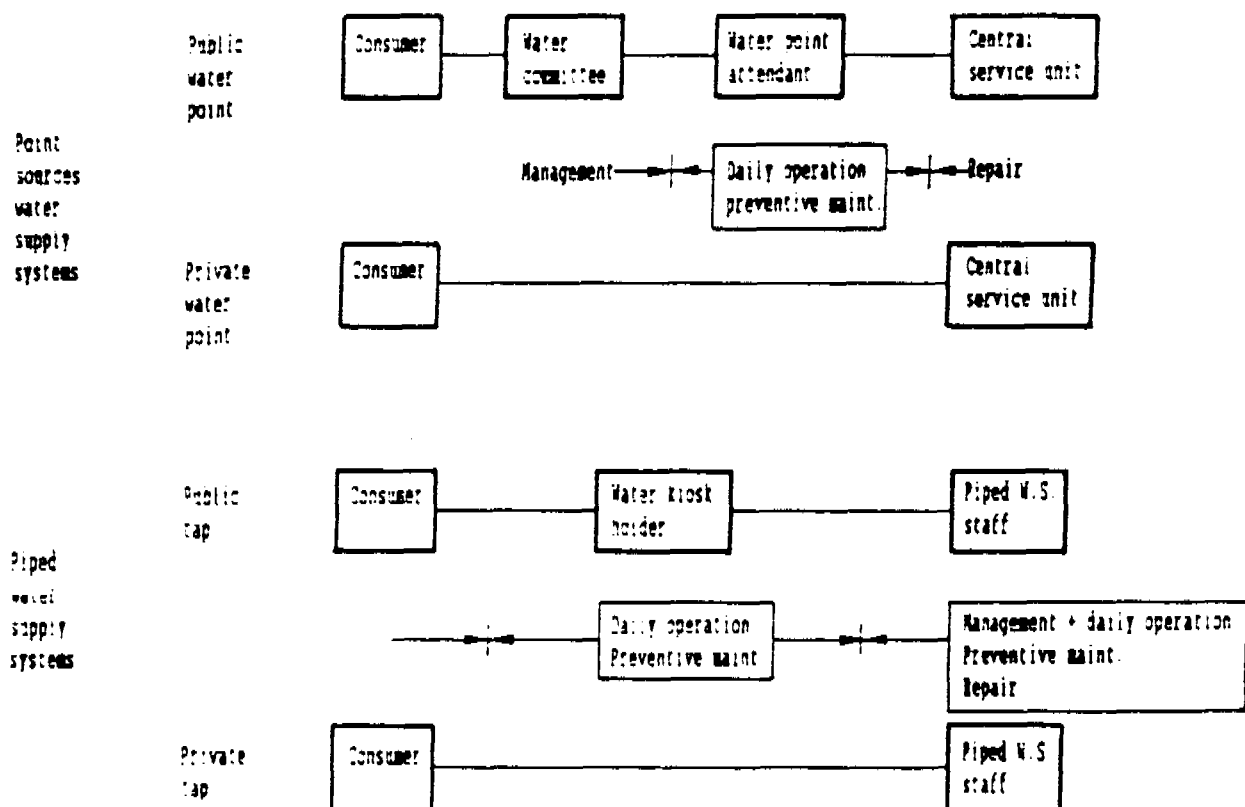 Public
water
point
Consumer
Water
committee
Water point
attendant
Central
service unit
Point
sources
water
supply
systems
Management
Daily operation
preventive maint.
Repair
Private
water
point
Consumer
Central
service unit
Public
tap
Consumer
Water kiosk
holder
Piped W.S.
staff
Piped
water
supply
systems
Daily operation
Preventive maint
Management + daily operation
Preventive maint.
Repair
Private
tap
Consumer
Piped W.S
staff